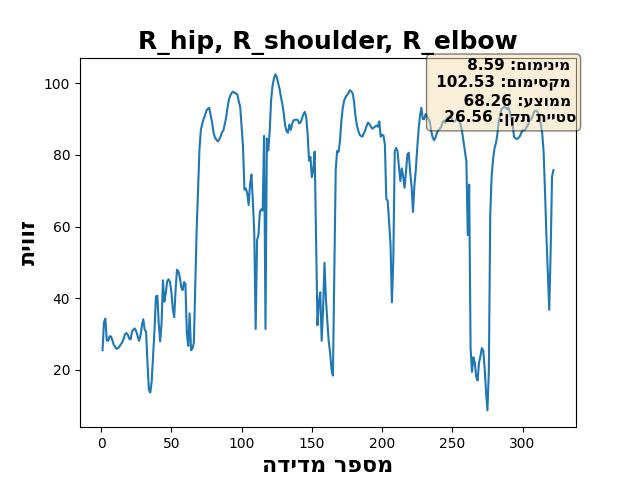 R_hip, R_shoulder, R_elbow
מינימום: 8.59
מקסימום: 102.53
ממוצע: 68.26
סטיית תקן: 26.56
זווית
100
80
60
40
20
0 50 100 150 200 250 300
מספר מדידה